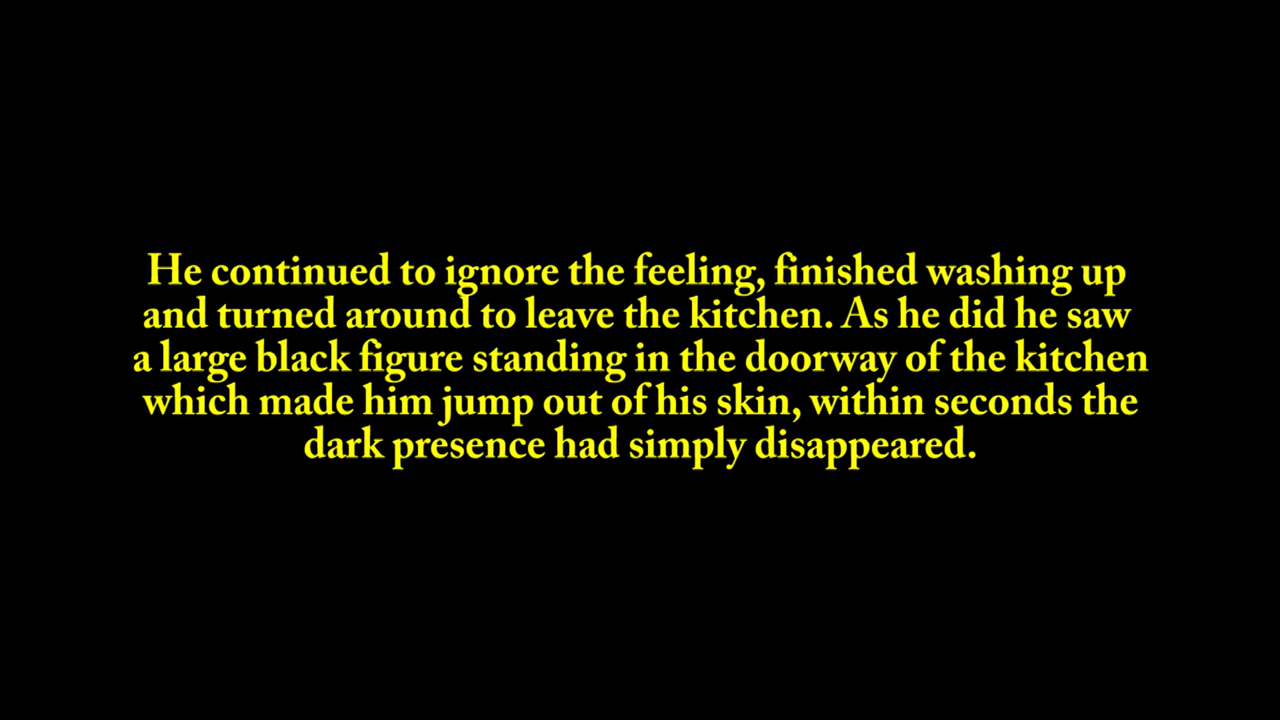 He continued to ignore the feeling, finished washing up
and turned around to leave the kitchen. As he did he saw
a large black figure standing in the doorway of the kitchen
which made him jump out of his skin, within seconds the
dark presence had simply disappeared.